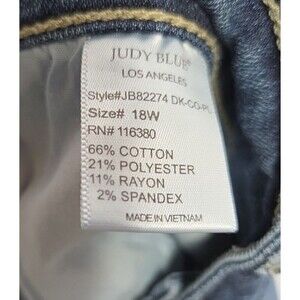 JUDY BLUE®
LOS ANGELES
Style#JB82274 DK-CO-PL
Size# 18W
RN# 116380
66% COTTON
21% POLYESTER
11% RAYON
2% SPANDEX
MADE IN VIETNAM